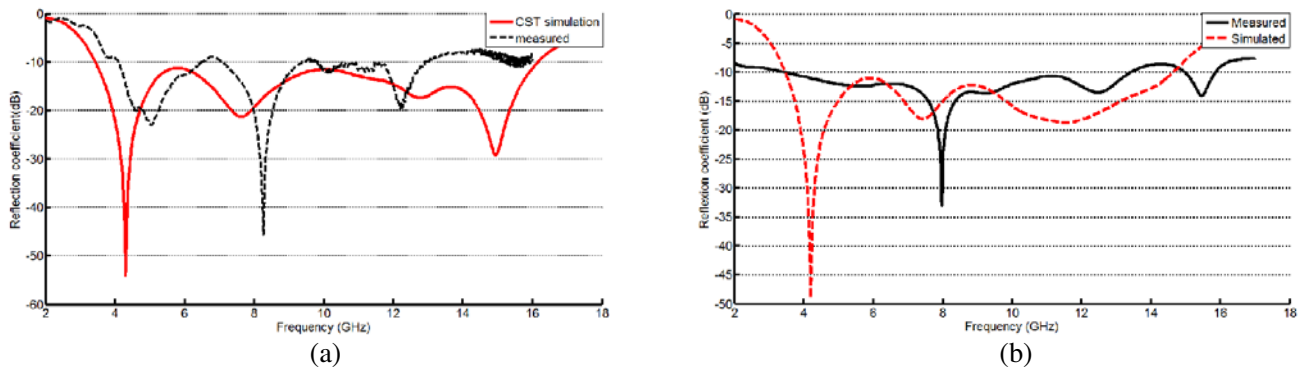 0
-10
-20
-30
-40
-50
-60
2 4 6 8 10 12 14 16 18
Reflection coefficient(dB)
Frequency (GHz)
CST simulation
measured
(a)
0
-5
-10
-15
-20
-25
-30
-35
-40
-45
-50
2 4 6 8 10 12 14 16 18
Reflexion coefficient (dB)
Frequency (GHz)
Measured
Simulated
(b)